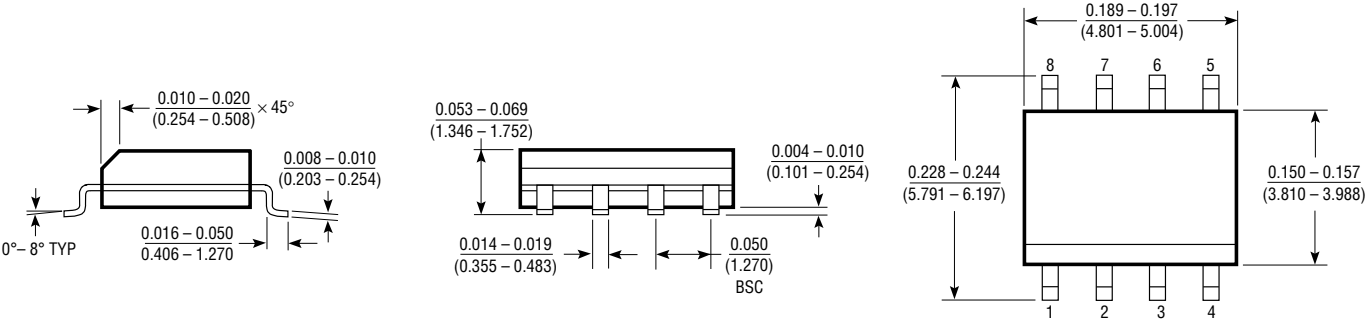 0.010 – 0.020
(0.254 – 0.508)
× 45°
0.008 – 0.010
(0.203 – 0.254)
0°– 8° TYP
0.016 – 0.050
0.406 – 1.270
0.053 – 0.069
(1.346 – 1.752)
0.004 – 0.010
(0.101 – 0.254)
0.014 – 0.019
(0.355 – 0.483)
0.050
(1.270)
BSC
0.189 – 0.197
(4.801 – 5.004)
8 7 6 5
0.228 – 0.244
(5.791 – 6.197)
0.150 – 0.157
(3.810 – 3.988)
1 2 3 4